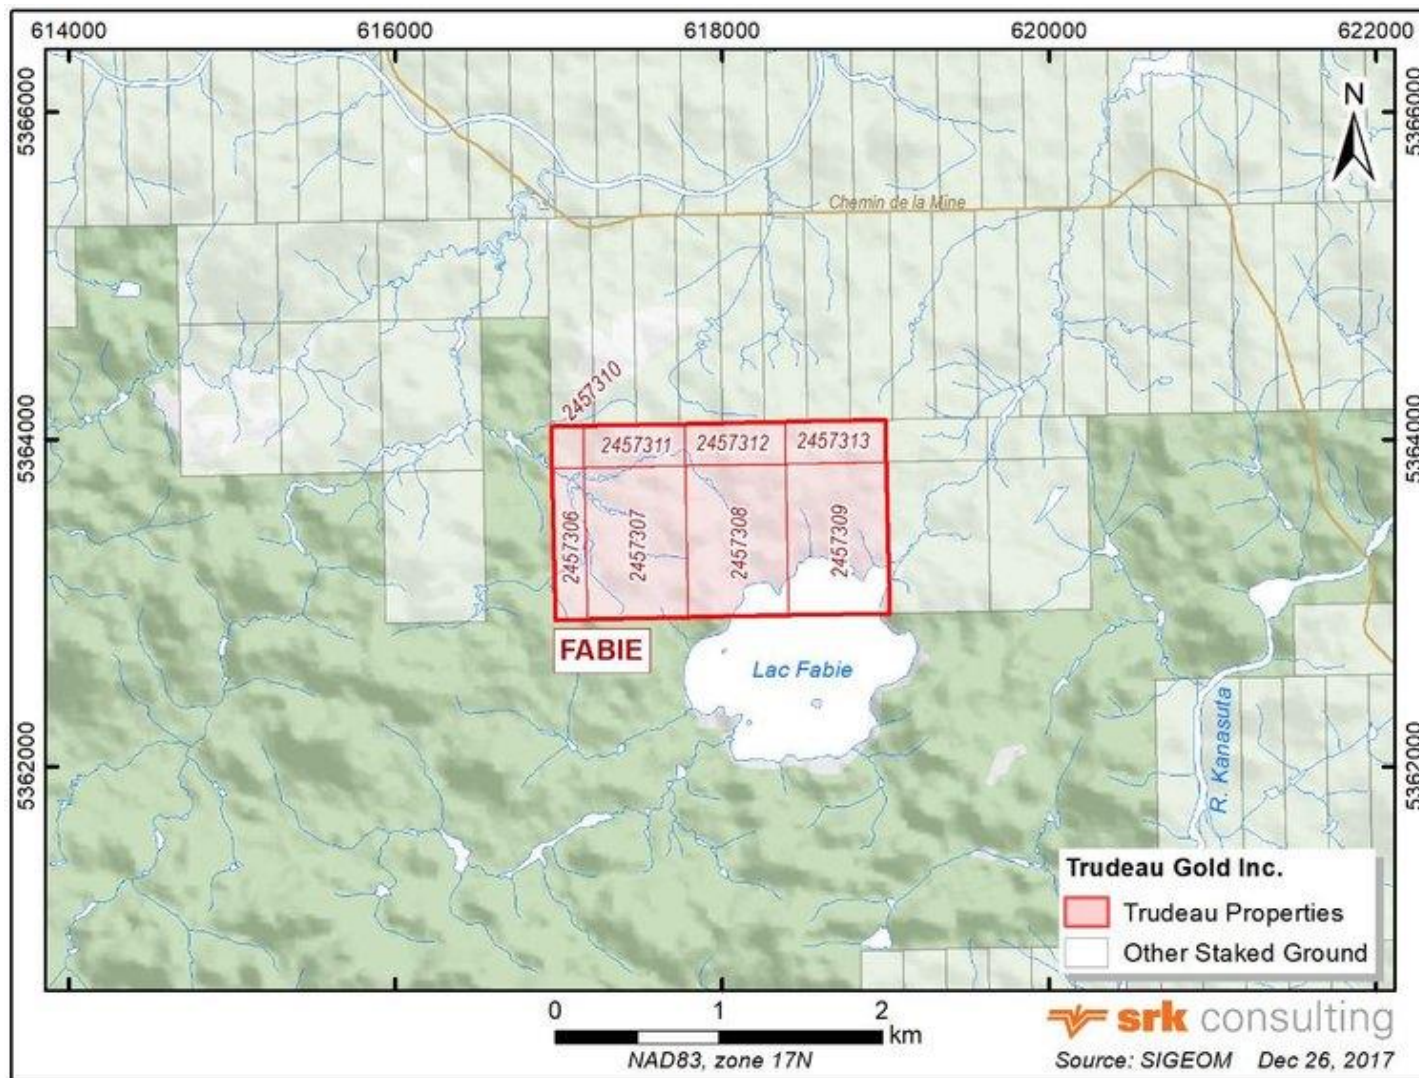 614000
616000
618000
620000
622000
5366000
5366000
N
Chemin de la Mine
2457310
5364000
5364000
2457311
2457312
2457313
2457306
2457307
2457308
2457309
FABIE
Lac Fabie
5362000
5362000
R. Kanasuta
Trudeau Gold Inc.
Trudeau Properties
Other Staked Ground
0
2
km
NAD83, zone 17N
srk consulting
Source: SIGEOM Dec 26, 2017